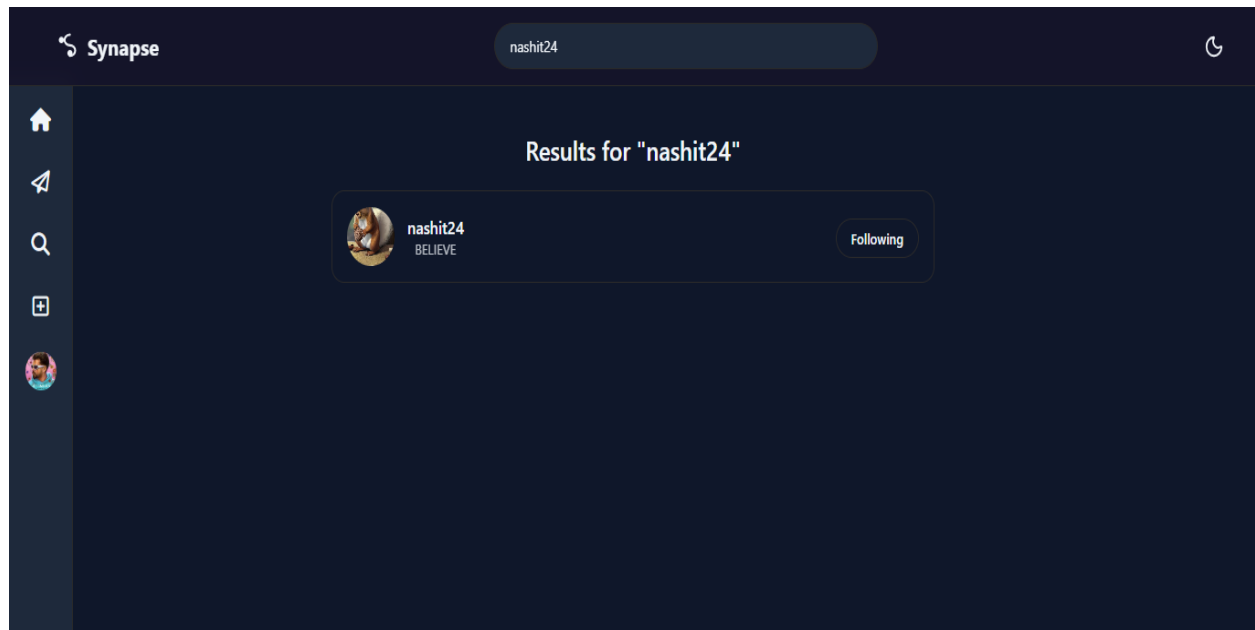 Synapse
nashit24
Results for "nashit24"
nashit24
BELIEVE
Following